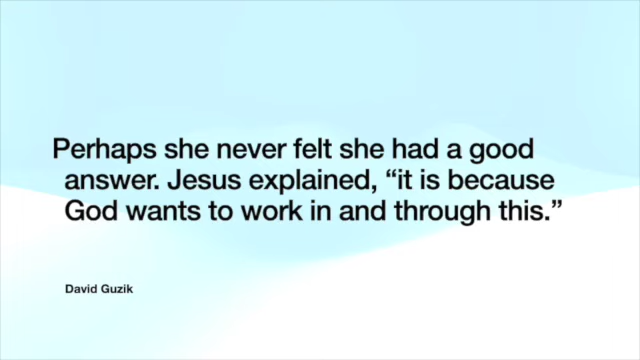 Perhaps she never felt she had a good
answer. Jesus explained, “it is because
God wants to work in and through this.”
David Guzik